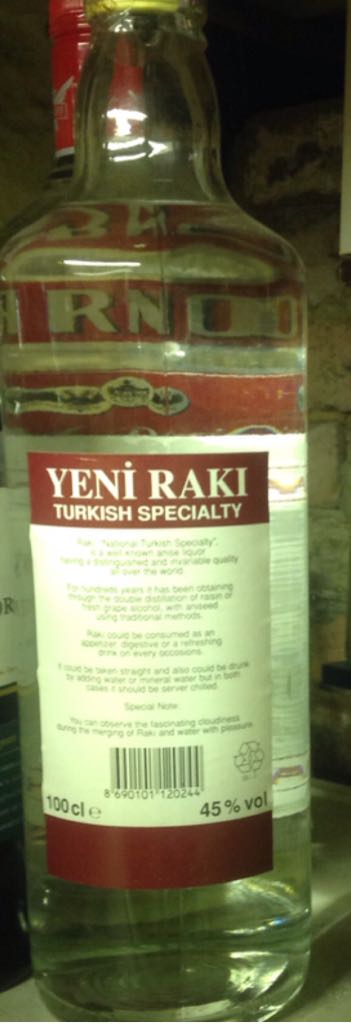 YENİ RAKI
TURKISH SPECIALTY
Raki, "National Turkish Specialty",
is a well known anise liquor
having a distinguished and invariable quality
all over the world.
For hundreds years it has been obtaining
through the double distillation of raisin or
fresh grape alcohol, with aniseed
using traditional methods.
Raki could be consumed as an
appetizer, digestive or a refreshing
drink on every occosions.
It could be taken straight and also could be drunk
by adding water or mineral water but in both
cases it should be server chilled.
Special Note:
You can observe the fascinating cloudiness
during the merging of Raki and water with pleasure.
8 690101 120244
100 cl e
45 % vol